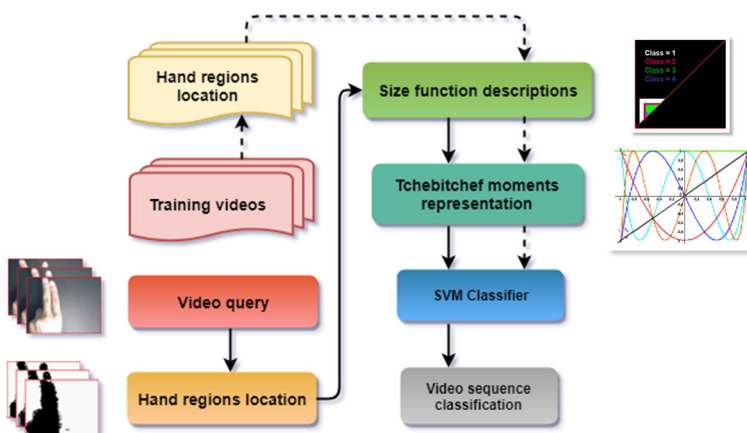 Hand regions
location
Size function descriptions
Class = 1
Class = 2
Class = 3
Class = 4
Training videos
Tchebitchef moments
representation
Video query
SVM Classifier
Hand regions location
Video sequence
classification